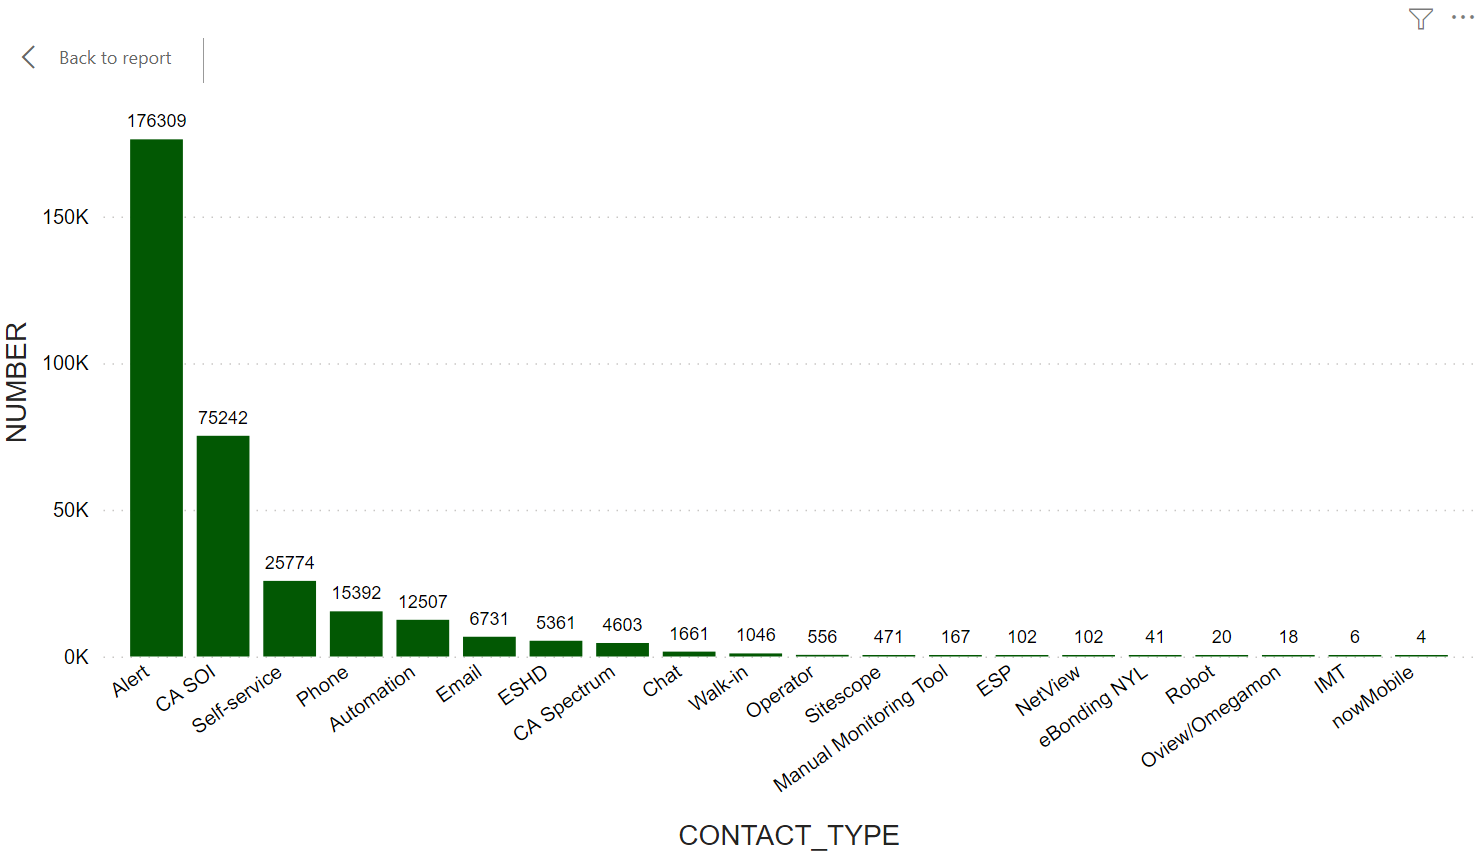 Back to report
176309
150K
100K
75242
50K
25774
15392
12507
6731
5361
4603
1661
1046
556
471
167
102
102
41
20
18
6
4
0K
NUMBER
Alert
CA SOI
Self-service
Phone
Automation
Email
ESHD
CA Spectrum
Chat
Walk-in
Operator
Sitescope
Manual Monitoring Tool
ESP
NetView
eBonding NYL
Robot
Oview/Omegamon
IMT
nowMobile
CONTACT_TYPE